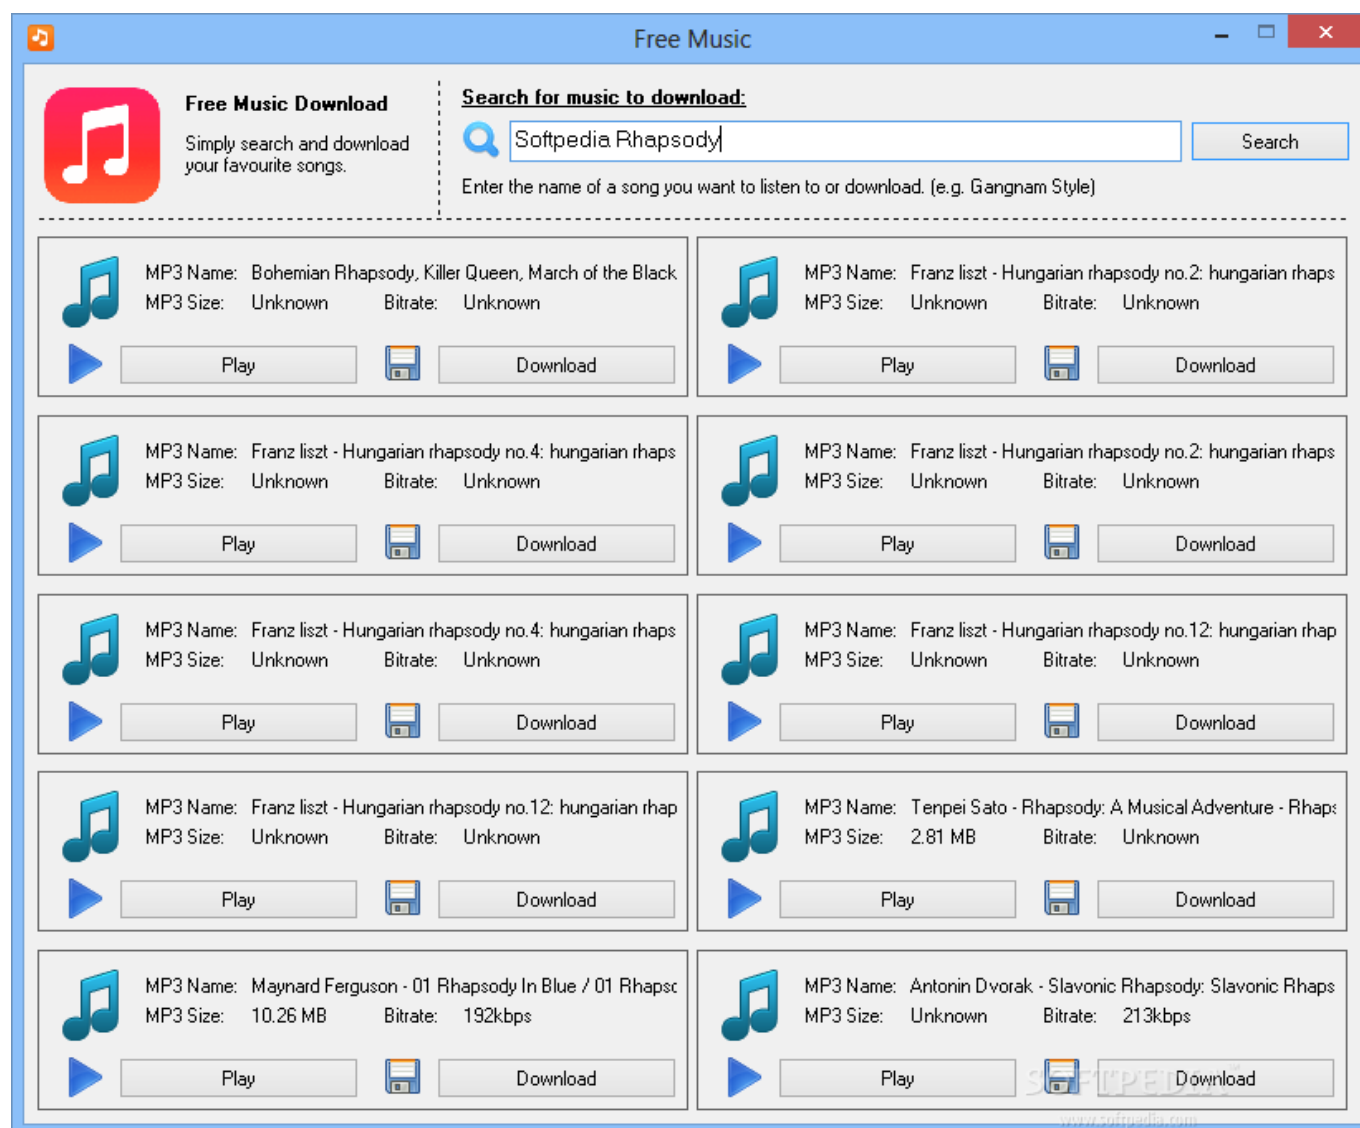 Free Music
Free Music Download
Simply search and download
your favourite songs.
Search for music to download:
Softpedia Rhapsody
Search
Enter the name of a song you want to listen to or download. (e.g. Gangnam Style)
MP3 Name: Bohemian Rhapsody, Killer Queen, March of the Black
MP3 Size: Unknown Bitrate: Unknown
Play Download
MP3 Name: Franz liszt - Hungarian rhapsody no.2: hungarian rhaps
MP3 Size: Unknown Bitrate: Unknown
Play Download
MP3 Name: Franz liszt - Hungarian rhapsody no.4: hungarian rhaps
MP3 Size: Unknown Bitrate: Unknown
Play Download
MP3 Name: Franz liszt - Hungarian rhapsody no.2: hungarian rhaps
MP3 Size: Unknown Bitrate: Unknown
Play Download
MP3 Name: Franz liszt - Hungarian rhapsody no.4: hungarian rhaps
MP3 Size: Unknown Bitrate: Unknown
Play Download
MP3 Name: Franz liszt - Hungarian rhapsody no.12: hungarian rhap
MP3 Size: Unknown Bitrate: Unknown
Play Download
MP3 Name: Franz liszt - Hungarian rhapsody no.12: hungarian rhap
MP3 Size: Unknown Bitrate: Unknown
Play Download
MP3 Name: Tenpei Sato - Rhapsody: A Musical Adventure - Rhaps
MP3 Size: 2.81 MB Bitrate: Unknown
Play Download
MP3 Name: Maynard Ferguson - 01 Rhapsody In Blue / 01 Rhapsc
MP3 Size: 10.26 MB Bitrate: 192kbps
Play Download
MP3 Name: Antonin Dvorak - Slavonic Rhapsody: Slavonic Rhaps
MP3 Size: Unknown Bitrate: 213kbps
Play Download
SOFTPEDIA
www.softpedia.com